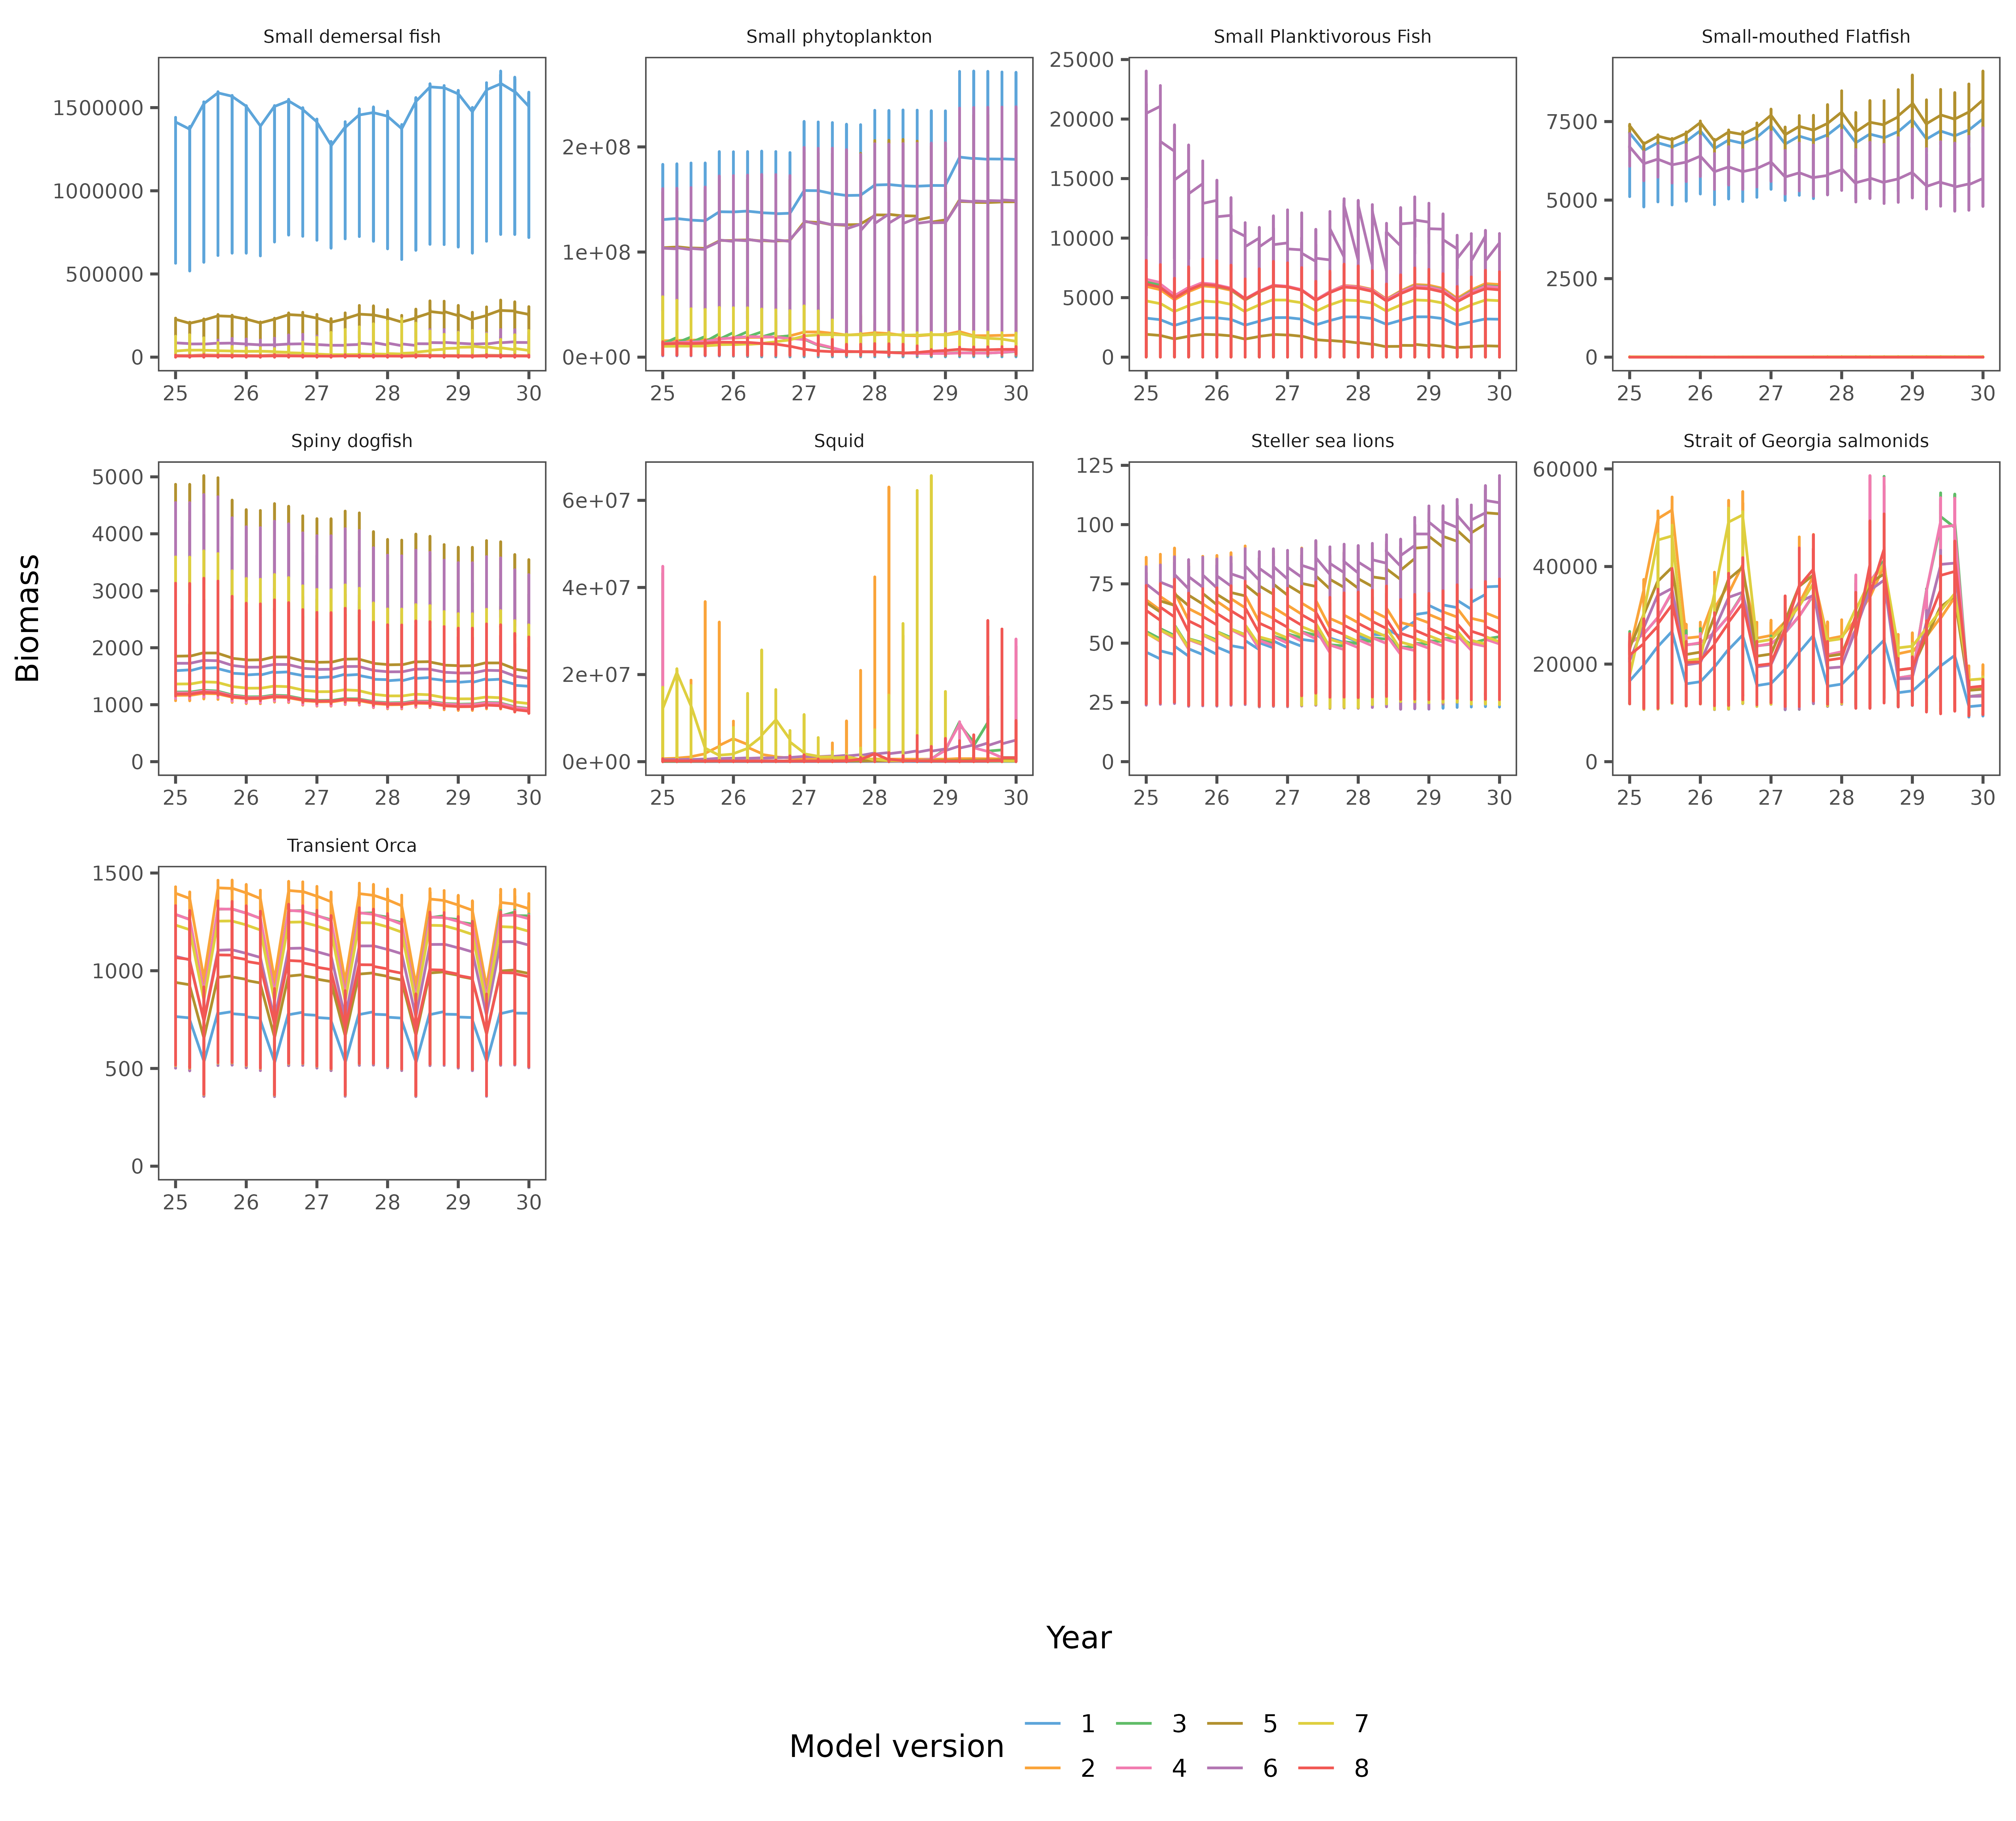 Small demersal fish
Small phytoplankton
Small Planktivorous Fish
Small-mouthed Flatfish
1500000
1000000
500000
0
25 26 27 28 29 30
2e+08
1e+08
0e+00
25 26 27 28 29 30
25000
20000
15000
10000
5000
0
25 26 27 28 29 30
7500
5000
2500
0
25 26 27 28 29 30
Spiny dogfish
Squid
Steller sea lions
Strait of Georgia salmonids
5000
4000
3000
2000
1000
0
25 26 27 28 29 30
6e+07
4e+07
2e+07
0e+00
25 26 27 28 29 30
125
100
75
50
25
0
25 26 27 28 29 30
60000
40000
20000
0
25 26 27 28 29 30
Transient Orca
1500
1000
500
0
25 26 27 28 29 30
Biomass
Year
Model version
1 3 5 7
2 4 6 8